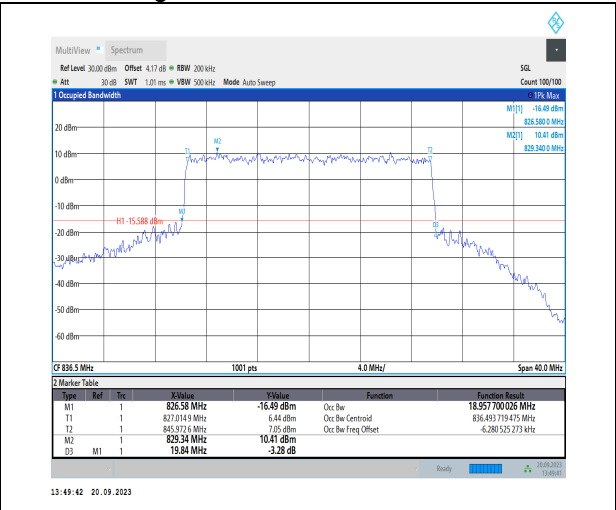 MultiView Spectrum
Ref Level 30.00 dBm Offset 4.17 dB RBW 200 kHz SGL
Att 30 dB SWT 1.01 ms VBW 500 kHz Mode Auto Sweep Count 100/100
1 Occupied Bandwidth 1Pk Max
M1[1] -16.49 dBm
826.580 0 MHz
M2[1] 10.41 dBm
829.340 0 MHz
20 dBm
M2
T1 T2
10 dBm
0 dBm
-10 dBm
M1
H1 -15.588 dBm
D3
-20 dBm
-30 dBm
-40 dBm
-50 dBm
-60 dBm
CF 836.5 MHz 1001 pts 4.0 MHz/ Span 40.0 MHz
2 Marker Table
Type Ref Trc X-Value Y-Value Function Function Result
M1 1 826.58 MHz -16.49 dBm Occ Bw 18.957 700 026 MHz
T1 1 827.014 9 MHz 6.44 dBm Occ Bw Centroid 836.493 719 475 MHz
T2 1 845.972 6 MHz 7.05 dBm Occ Bw Freq Offset -6.280 525 273 kHz
M2 1 829.34 MHz 10.41 dBm
D3 M1 1 19.84 MHz -3.28 dB
Ready 20.09.2023
13:49:41
13:49:42 20.09.2023